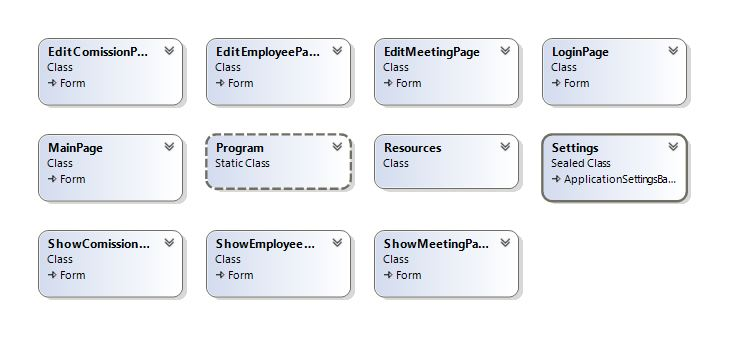 EditComissionP... EditEmployeePa... EditMeetingPage LoginPage
Class Class Class Class
Form Form Form Form
MainPage Program Resources Settings
Class Static Class Class Sealed Class
Form ApplicationSettingsBa...
ShowComission... ShowEmployee... ShowMeetingPa...
Class Class Class
Form Form Form